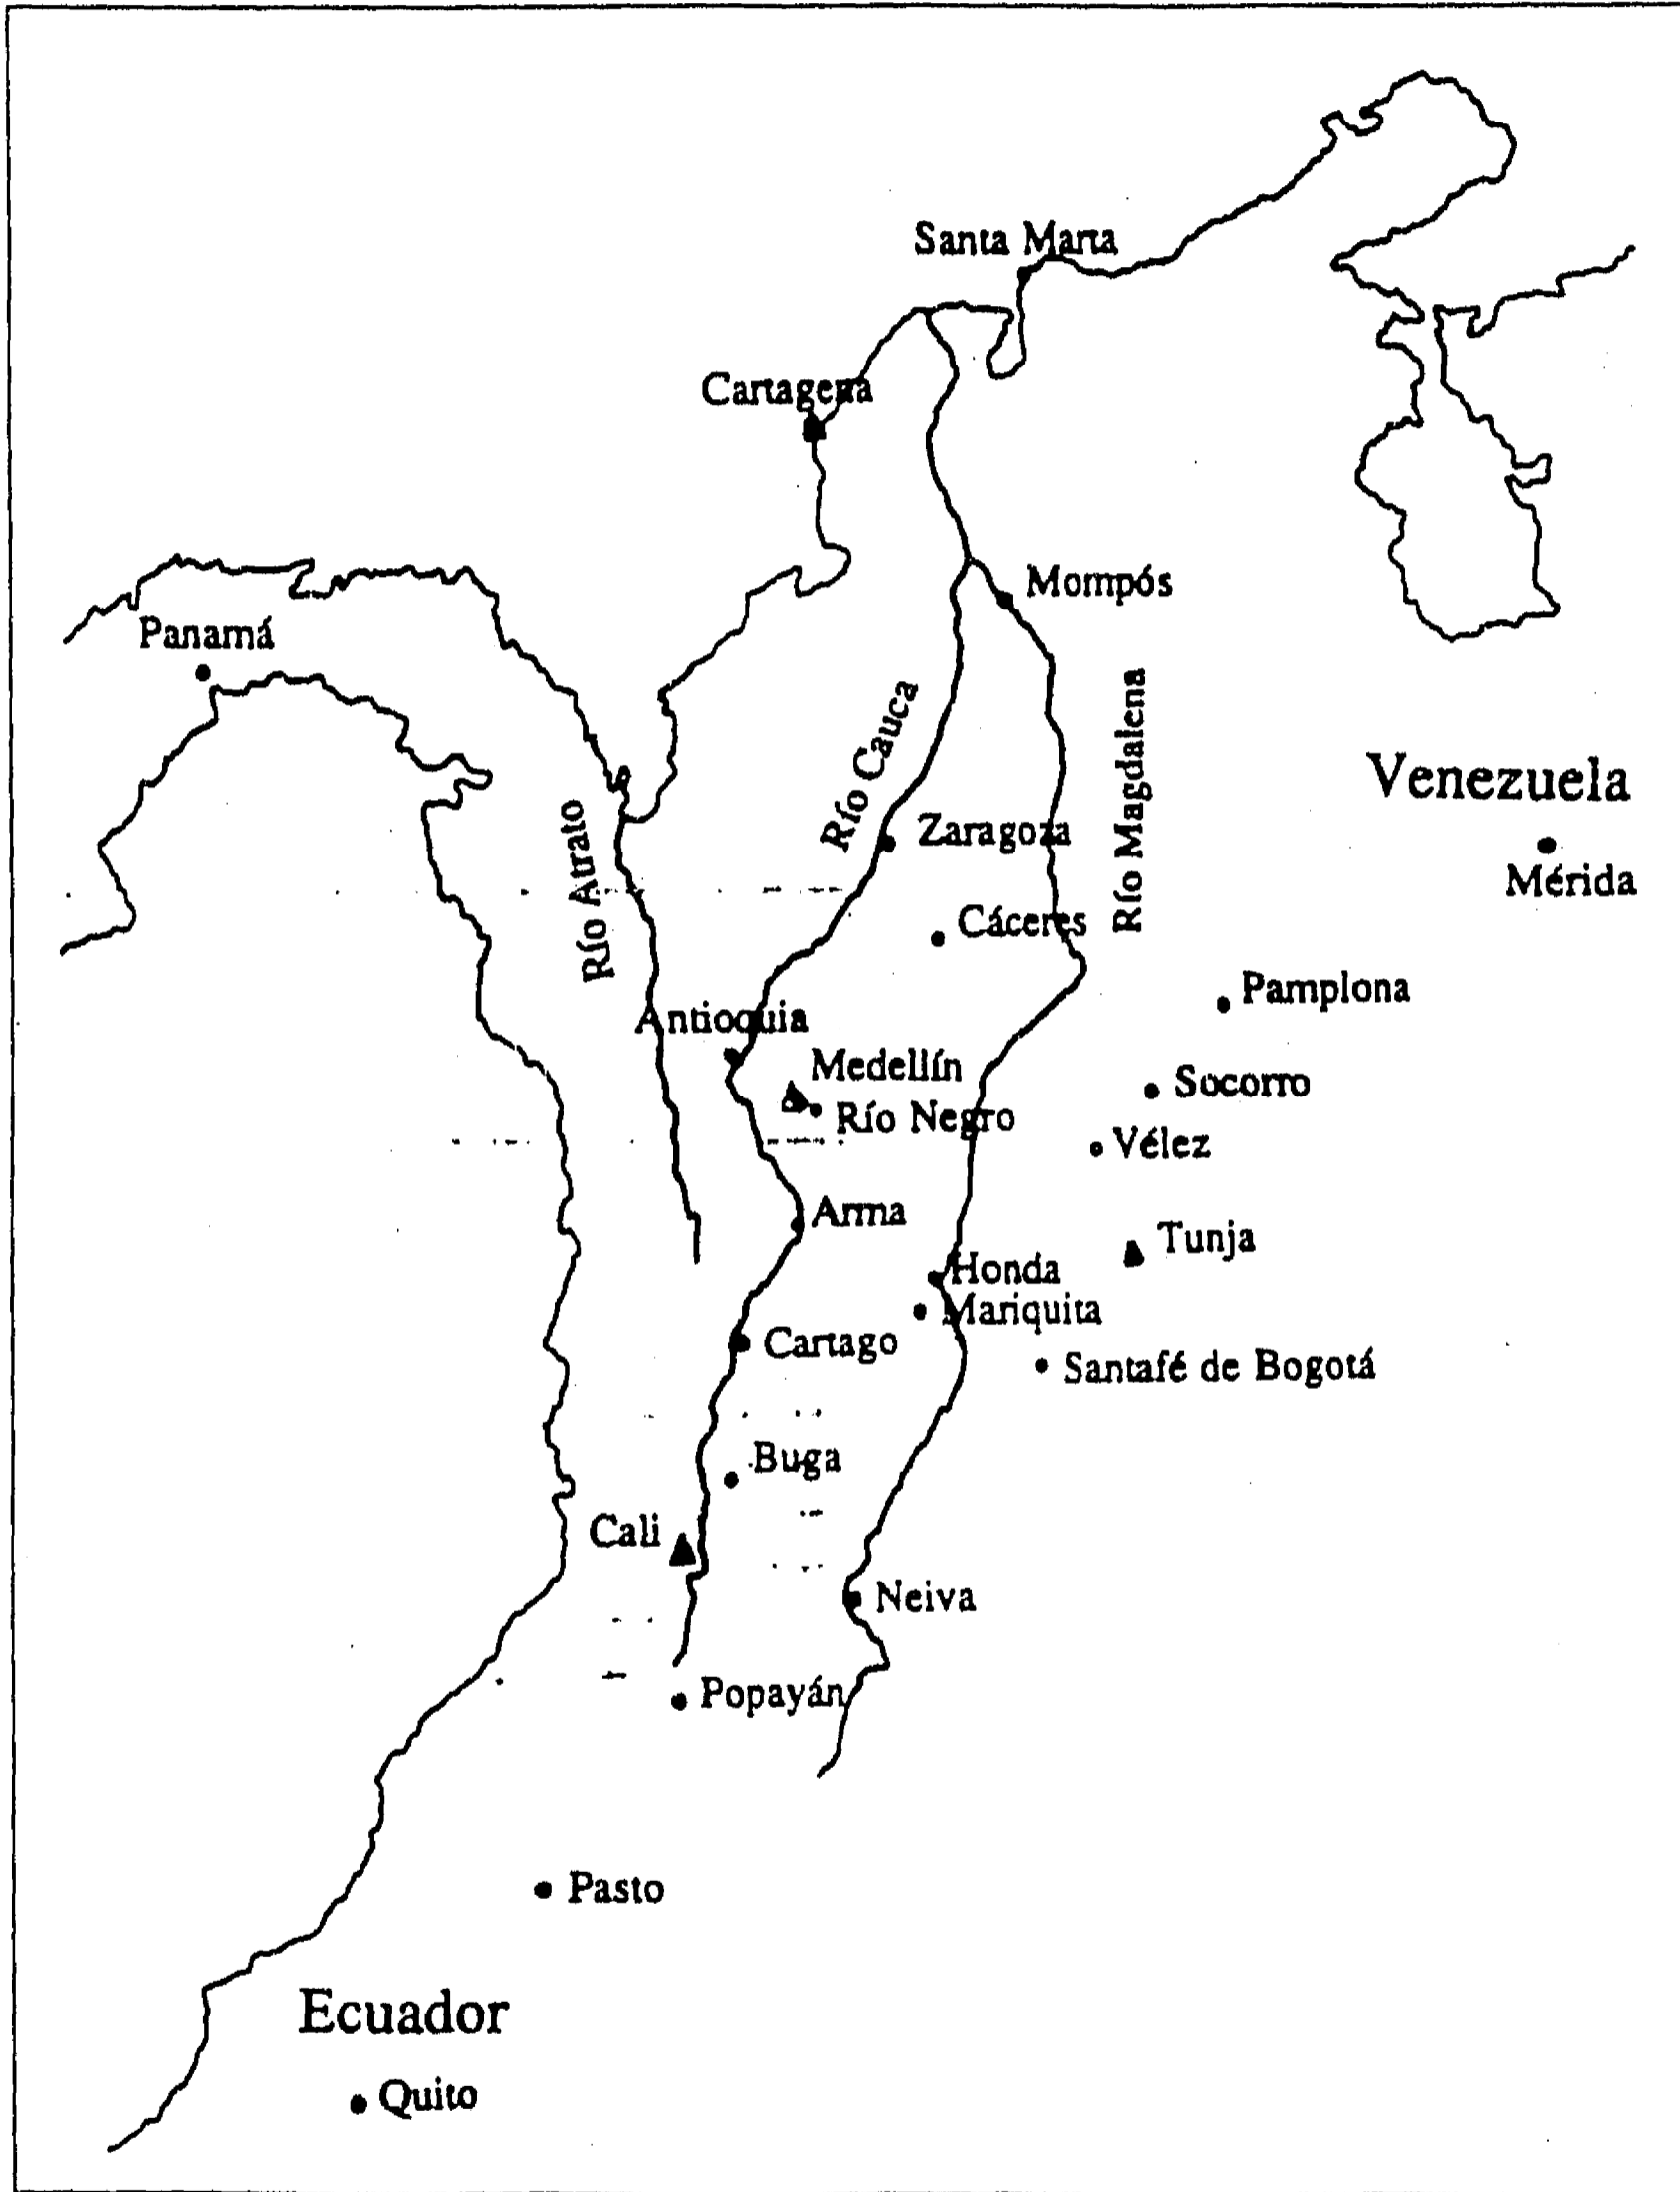 Santa Marta
Cartagena
Mompós
Panamá
Río Cauca
Río Magdalena
Venezuela
Río Atrato
Zaragoza
Mérida
Cáceres
Pamplona
Antioquia
Medellín
Socorro
Río Negro
Vélez
Arma
Tunja
Honda
Mariquita
Cartago
Santafé de Bogotá
Buga
Cali
Neiva
Popayán
Pasto
Ecuador
Quito